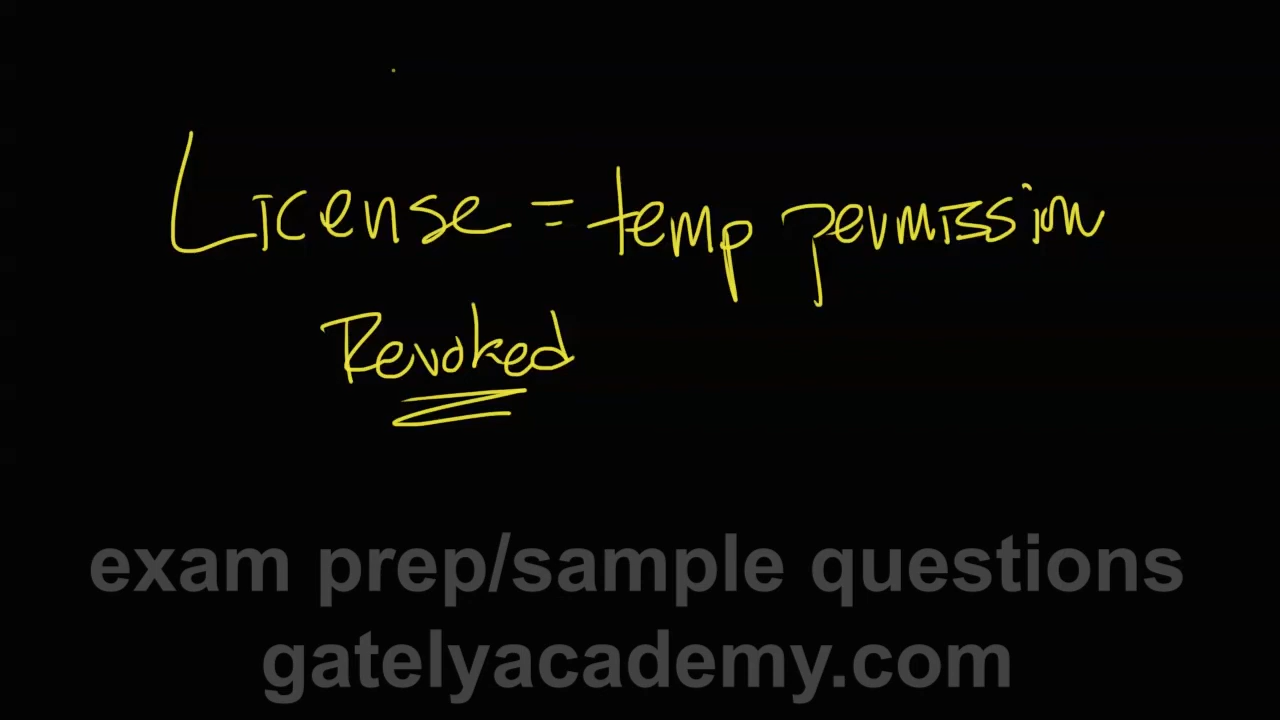 License = temp permission
Revoked
exam prep/sample questions
gatelyacademy.com